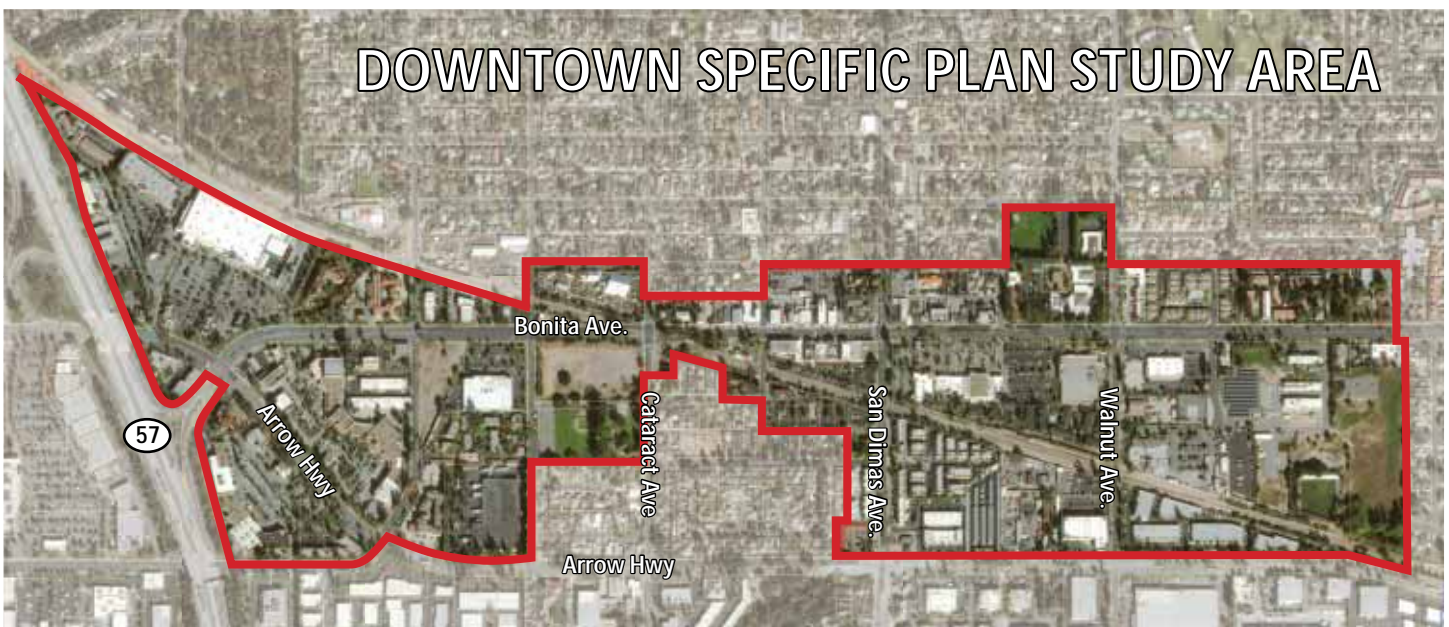 DOWNTOWN SPECIFIC PLAN STUDY AREA
Bonita Ave.
Arrow Hwy
57
Cataract Ave
San Dimas Ave.
Walnut Ave.
Arrow Hwy